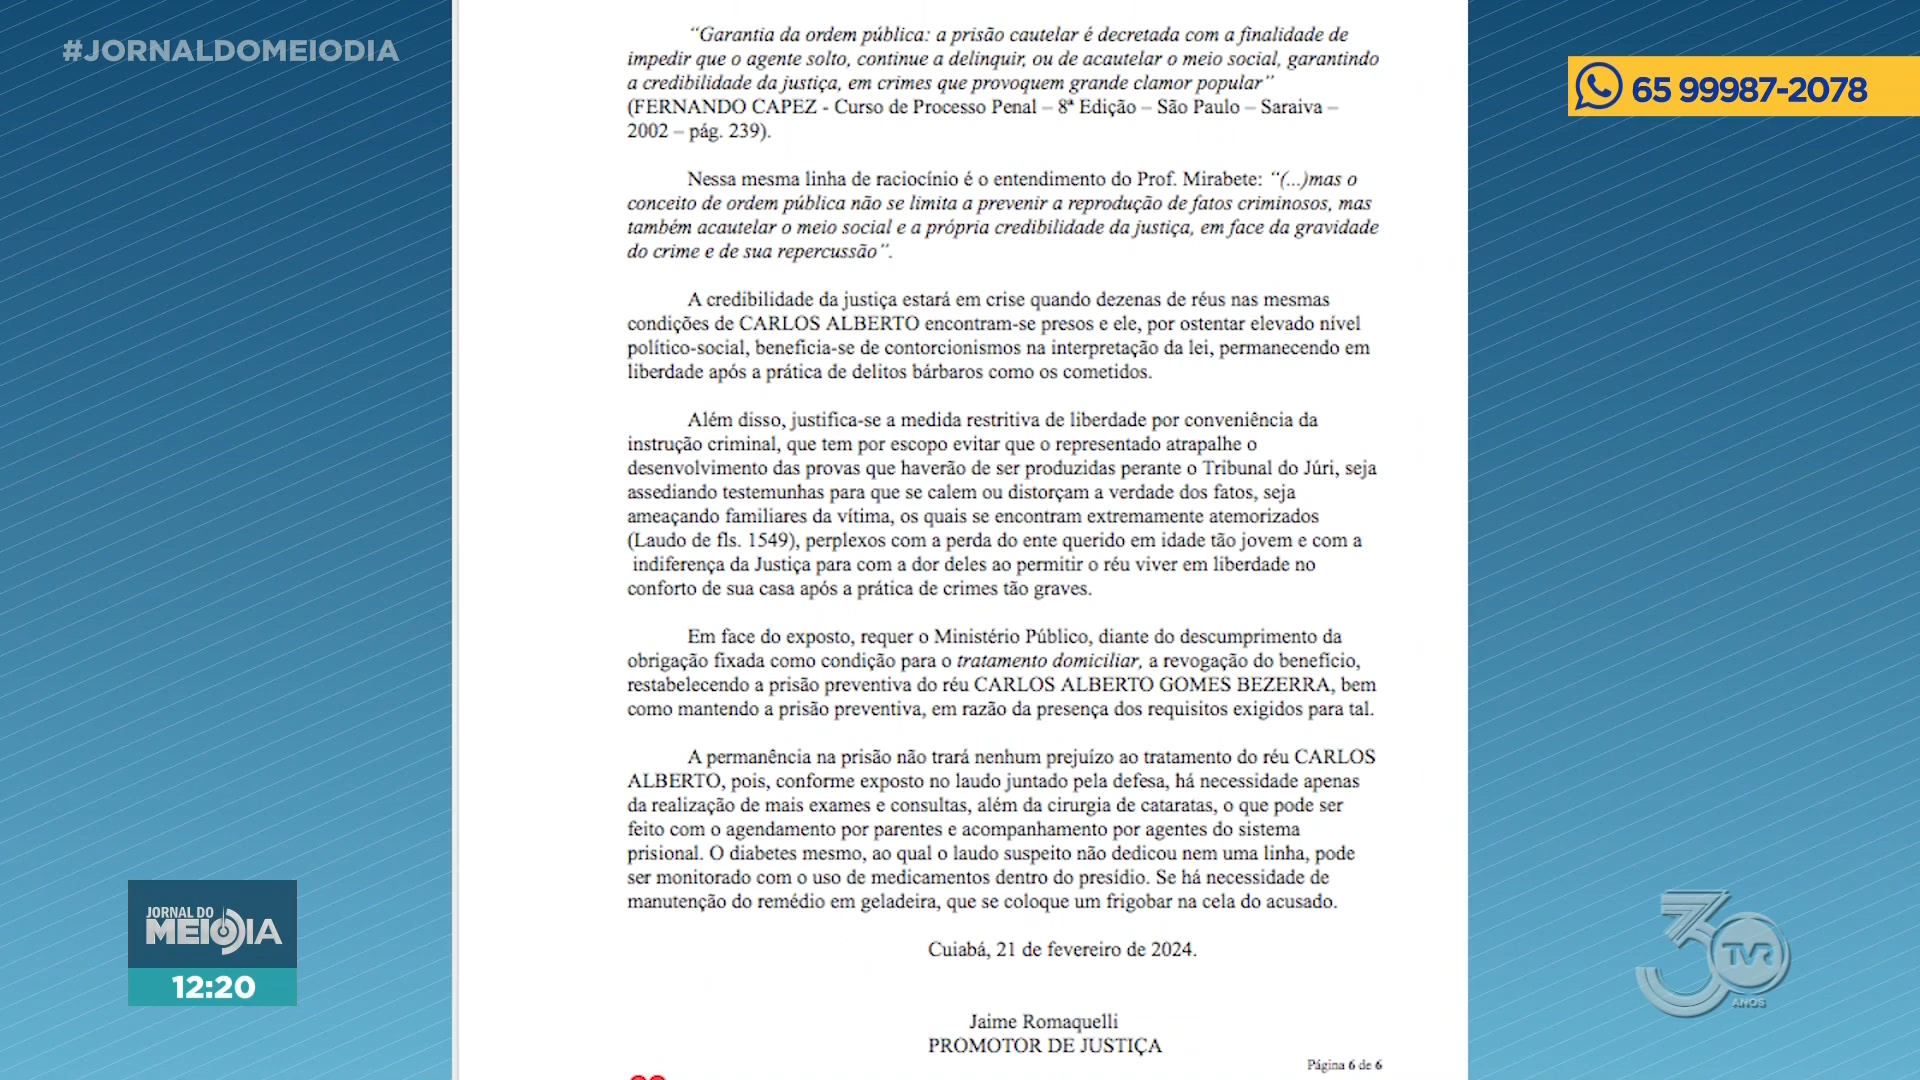 #JORNALDOMEIODIA
65 99987-2078
“Garantia da ordem pública: a prisão cautelar é decretada com a finalidade de
impedir que o agente solto, continue a delinquir, ou de acautelar o meio social, garantindo
a credibilidade da justiça, em crimes que provoquem grande clamor popular”
(FERNANDO CAPEZ - Curso de Processo Penal – 8ª Edição – São Paulo – Saraiva –
2002 – pág. 239).
Nessa mesma linha de raciocínio é o entendimento do Prof. Mirabete: “(...)mas o
conceito de ordem pública não se limita a prevenir a reprodução de fatos criminosos, mas
também acautelar o meio social e a própria credibilidade da justiça, em face da gravidade
do crime e de sua repercussão”.
A credibilidade da justiça estará em crise quando dezenas de réus nas mesmas
condições de CARLOS ALBERTO encontram-se presos e ele, por ostentar elevado nível
político-social, beneficia-se de contorcionismos na interpretação da lei, permanecendo em
liberdade após a prática de delitos bárbaros como os cometidos.
Além disso, justifica-se a medida restritiva de liberdade por conveniência da
instrução criminal, que tem por escopo evitar que o representado atrapalhe o
desenvolvimento das provas que haverão de ser produzidas perante o Tribunal do Júri, seja
assediando testemunhas para que se calem ou distorçam a verdade dos fatos, seja
ameaçando familiares da vítima, os quais se encontram extremamente atemorizados
(Laudo de fls. 1549), perplexos com a perda do ente querido em idade tão jovem e com a
indiferença da Justiça para com a dor deles ao permitir o réu viver em liberdade no
conforto de sua casa após a prática de crimes tão graves.
Em face do exposto, requer o Ministério Público, diante do descumprimento da
obrigação fixada como condição para o tratamento domiciliar, a revogação do benefício,
restabelecendo a prisão preventiva do réu CARLOS ALBERTO GOMES BEZERRA, bem
como mantendo a prisão preventiva, em razão da presença dos requisitos exigidos para tal.
A permanência na prisão não trará nenhum prejuízo ao tratamento do réu CARLOS
ALBERTO, pois, conforme exposto no laudo juntado pela defesa, há necessidade apenas
da realização de mais exames e consultas, além da cirurgia de cataratas, o que pode ser
feito com o agendamento por parentes e acompanhamento por agentes do sistema
prisional. O diabetes mesmo, ao qual o laudo suspeito não dedicou nem uma linha, pode
ser monitorado com o uso de medicamentos dentro do presídio. Se há necessidade de
manutenção do remédio em geladeira, que se coloque um frigobar na cela do acusado.
Cuiabá, 21 de fevereiro de 2024.
Jaime Romaquelli
PROMOTOR DE JUSTIÇA
Página 6 de 6
JORNAL DO
MEIODIA
12:20
30
TVR
ANOS